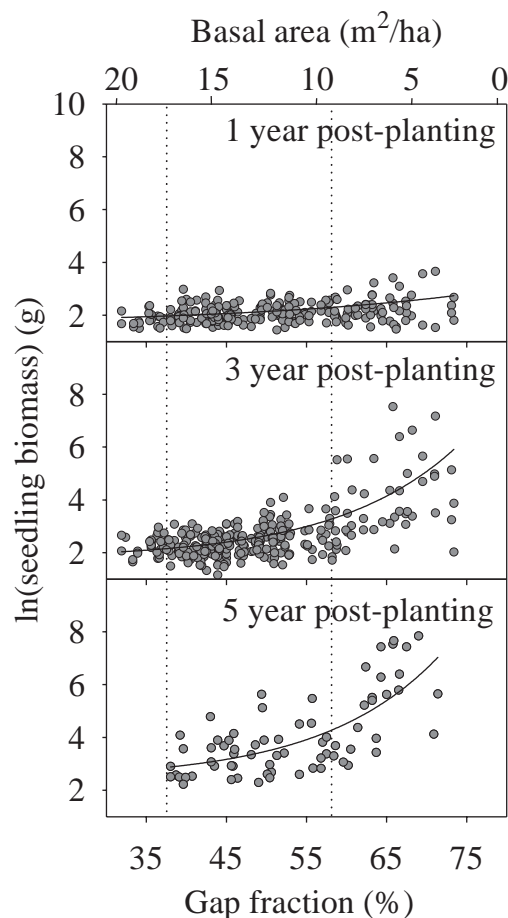 Basal area (m²/ha)
20 15 10 5 0
10
1 year post-planting
8
6
4
2
3 year post-planting
8
6
4
2
5 year post-planting
8
6
4
2
ln(seedling biomass) (g)
35 45 55 65 75
Gap fraction (%)